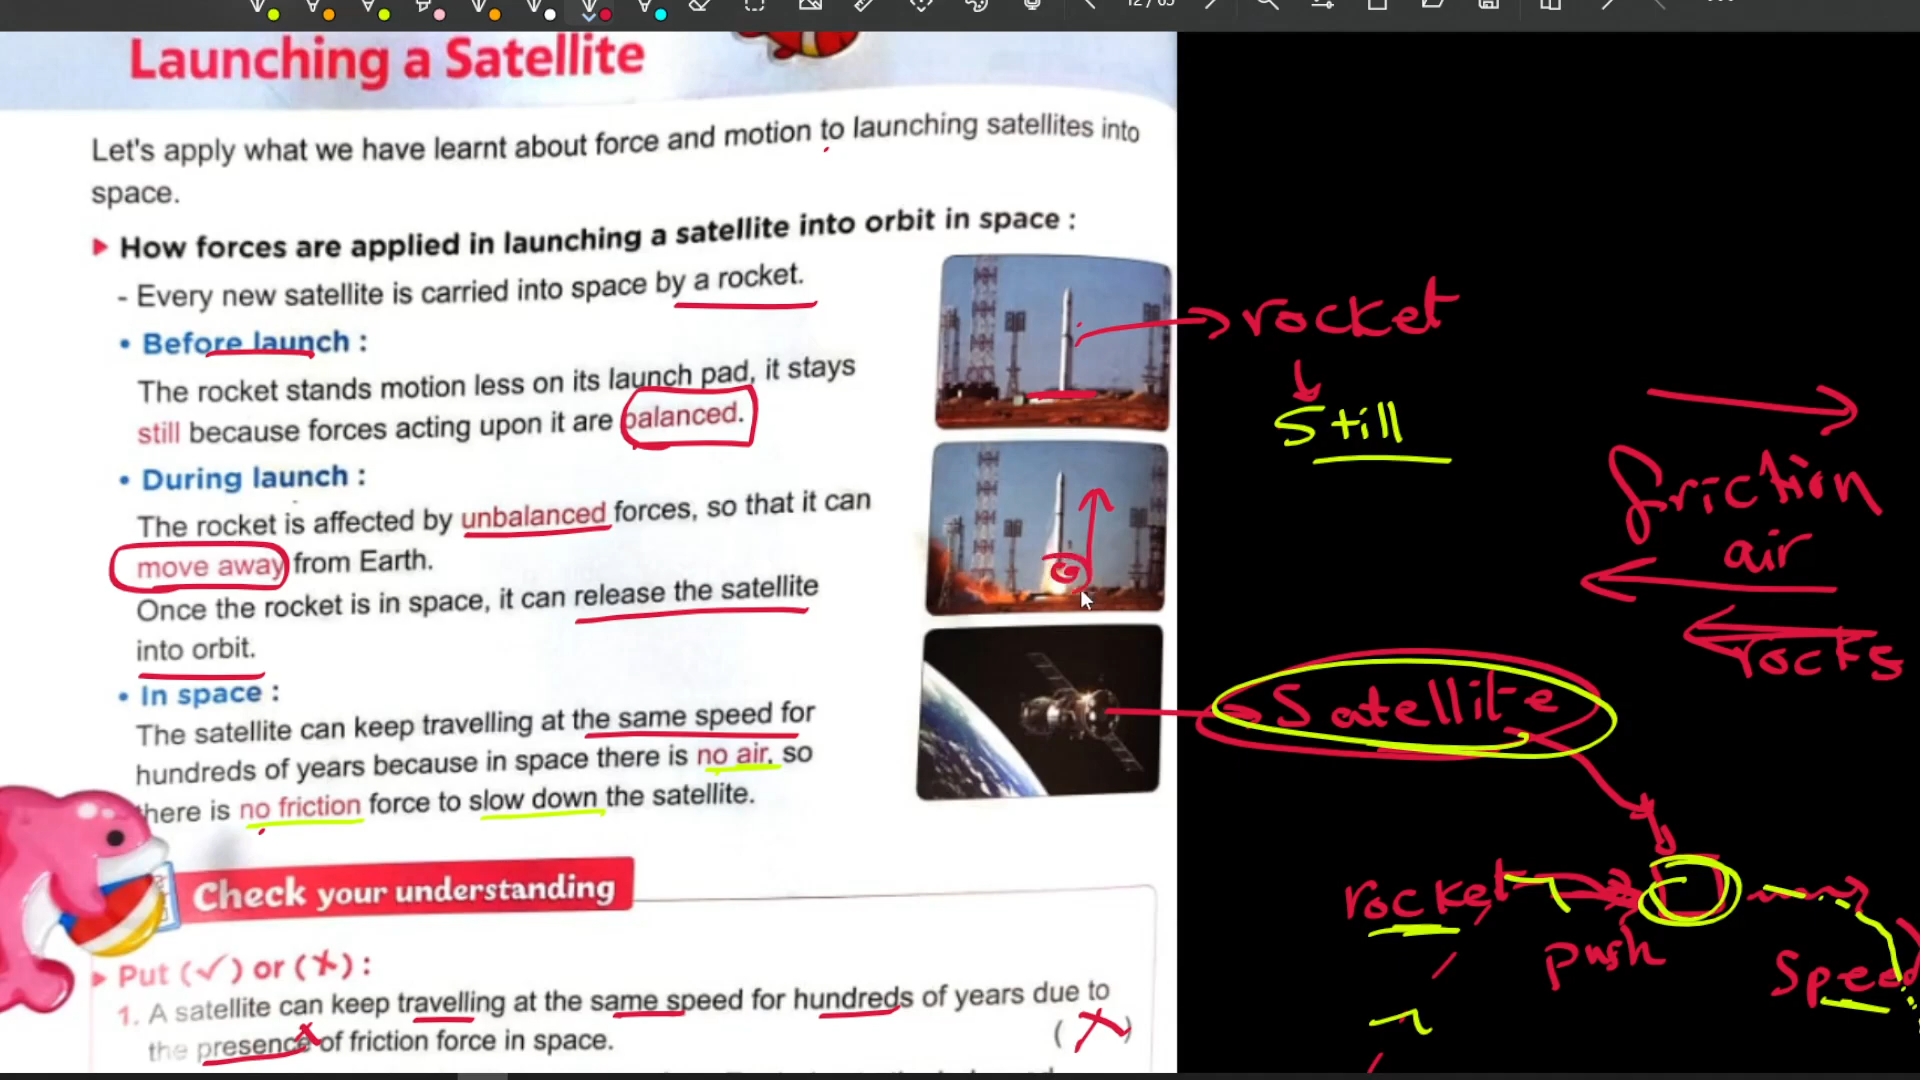 Launching a Satellite
Let's apply what we have learnt about force and motion to launching satellites into
space.
How forces are applied in launching a satellite into orbit in space :
- Every new satellite is carried into space by a rocket.
• Before launch :
The rocket stands motion less on its launch pad, it stays
still because forces acting upon it are balanced.
• During launch :
The rocket is affected by unbalanced forces, so that it can
move away from Earth.
Once the rocket is in space, it can release the satellite
into orbit.
• In space :
The satellite can keep travelling at the same speed for
hundreds of years because in space there is no air, so
there is no friction force to slow down the satellite.
Check your understanding
Put (✓) or (✗) :
1. A satellite can keep travelling at the same speed for hundreds of years due to
the presence of friction force in space. (✗)
rocket
Still
friction
air
rocks
Satellite
rocket
push
Speed